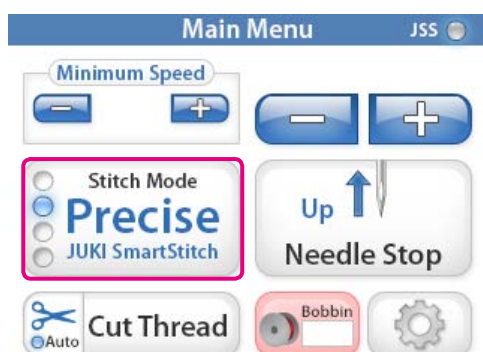 Main Menu
JSS
Minimum Speed
Stitch Mode
Precise
JUKI SmartStitch
Up
Needle Stop
Auto
Cut Thread
Bobbin